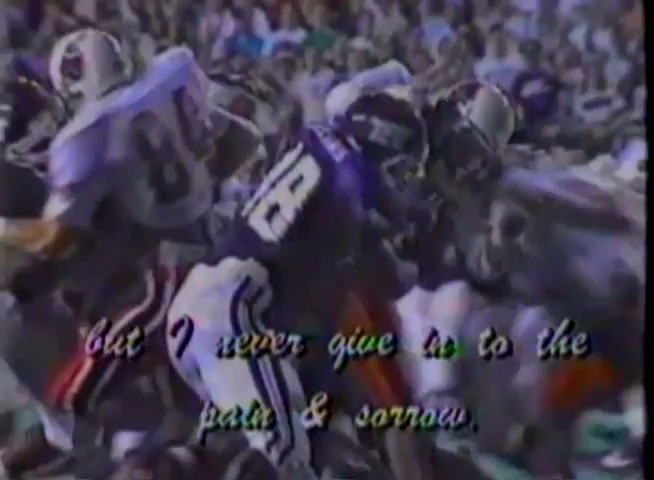 but I never give in to the
pain & sorrow.